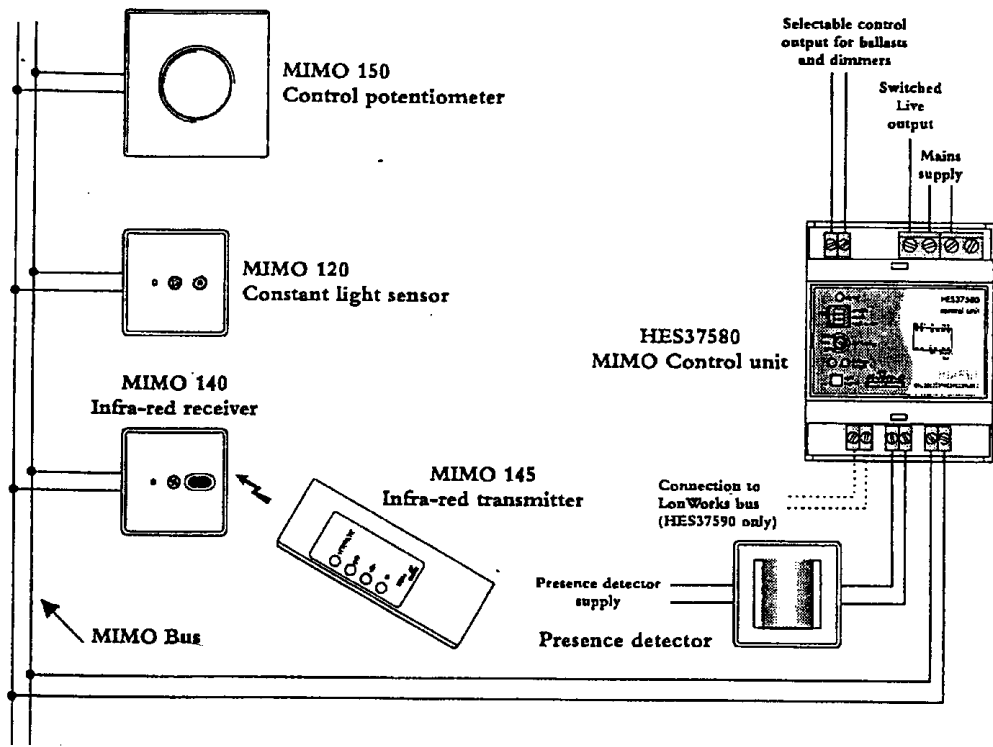 MIMO 150
Control potentiometer
Selectable control
output for ballasts
and dimmers
Switched
Live
output
Mains
supply
MIMO 120
Constant light sensor
HES37580
MIMO Control unit
HES37580
control unit
MIMO 140
Infra-red receiver
MIMO 145
Infra-red transmitter
Connection to
LonWorks bus
(HES37590 only)
Presence detector
supply
Presence detector
MIMO Bus